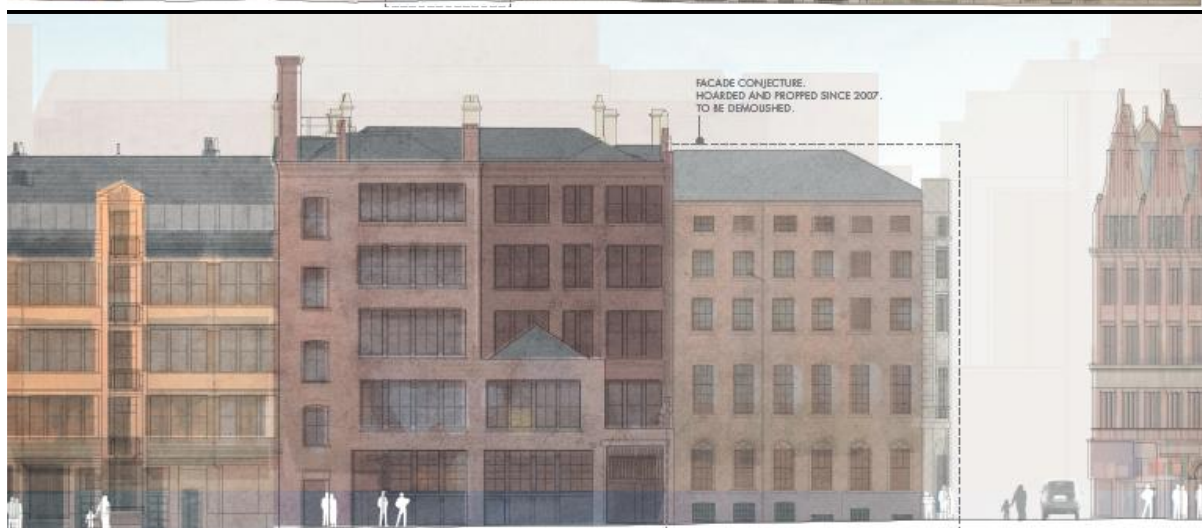 FACADE CONJECTURE.
HOARDED AND PROPPED SINCE 2007.
TO BE DEMOLISHED.